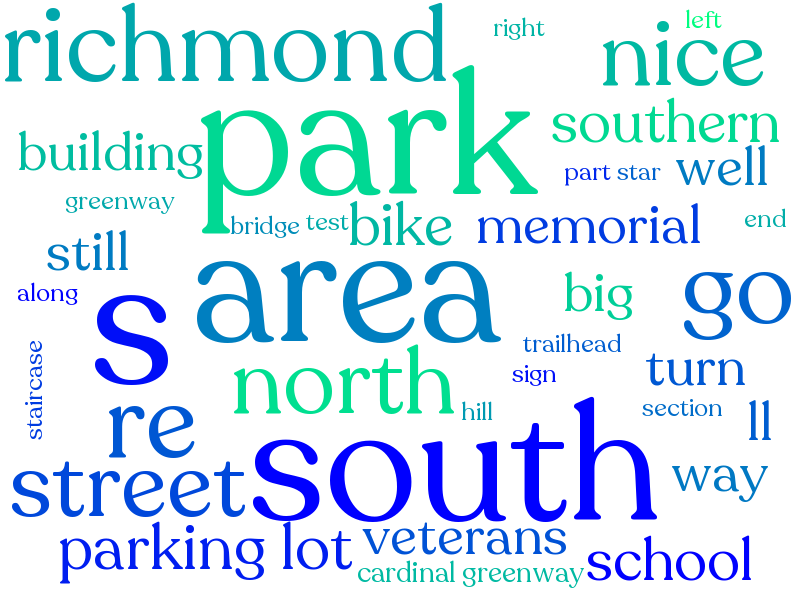 richmond
right
left
nice
park
southern
building
part
star
well
greenway
bridge
test
bike
memorial
end
still
area
along
s
big
go
trailhead
north
sign
turn
staircase
re
hill
section
ll
street
south
way
parking lot
veterans
school
cardinal greenway